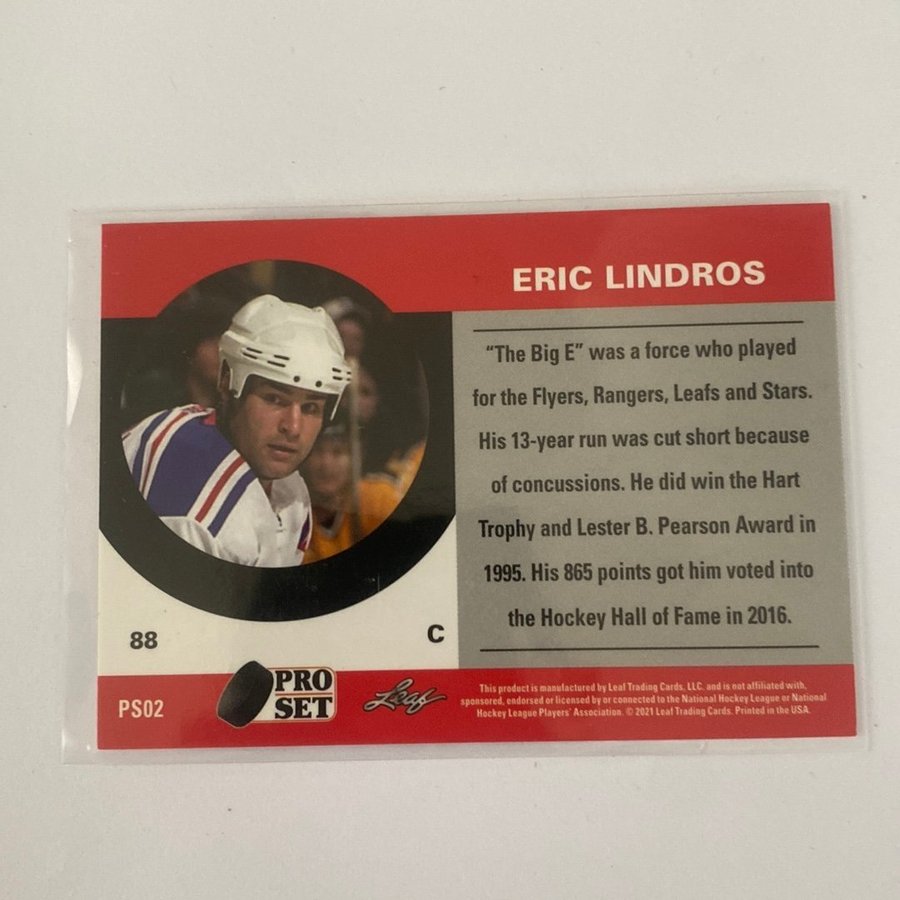 ERIC LINDROS
“The Big E” was a force who played
for the Flyers, Rangers, Leafs and Stars.
His 13-year run was cut short because
of concussions. He did win the Hart
Trophy and Lester B. Pearson Award in
1995. His 865 points got him voted into
the Hockey Hall of Fame in 2016.
88
C
PS02
PRO
SET
Leaf
This product is manufactured by Leaf Trading Cards, LLC. and is not affiliated with,
sponsored, endorsed or licensed by or connected to the National Hockey League or National
Hockey League Players' Association. © 2021 Leaf Trading Cards. Printed in the USA.